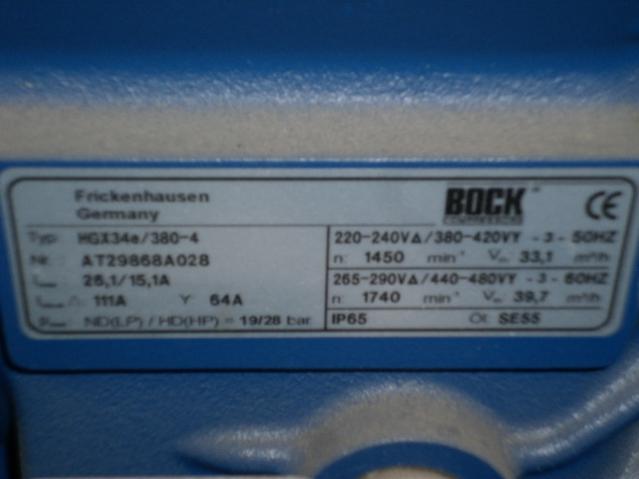 Frickenhausen
Germany
BOCK
CE
Typ: HGX34e/380-4
Nr.: AT29868A028
Imax 26,1/15,1A
Δ: 111A Y: 64A
ND(LP) / HD(HP) = 19/28 bar
220-240VΔ/380-420VY -3- 50HZ
n: 1450 min⁻¹ V 33,1 m³/h
265-290VΔ/440-480VY -3- 60HZ
n: 1740 min⁻¹ V 39,7 m³/h
IP65 Öl: SE55